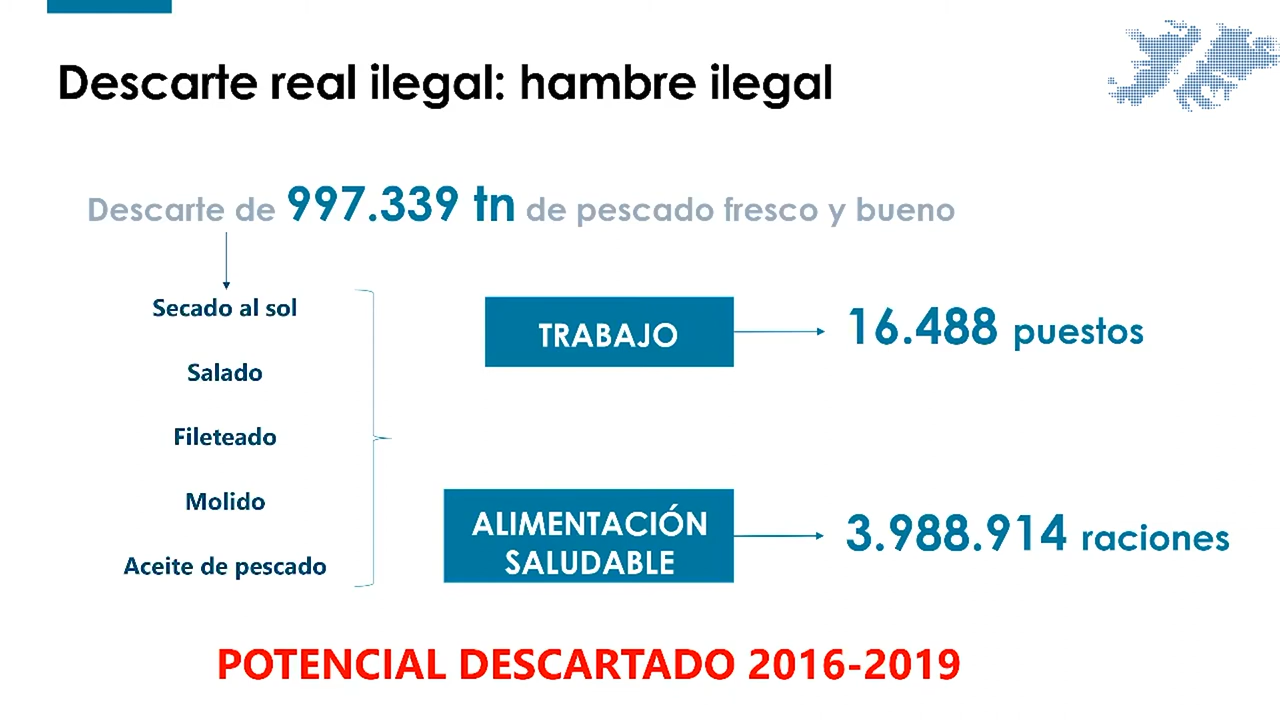 Descarte real ilegal: hambre ilegal
Descarte de 997.339 tn de pescado fresco y bueno
Secado al sol
Salado
Fileteado
Molido
Aceite de pescado
TRABAJO
16.488 puestos
ALIMENTACIÓN
SALUDABLE
3.988.914 raciones
POTENCIAL DESCARTADO 2016-2019